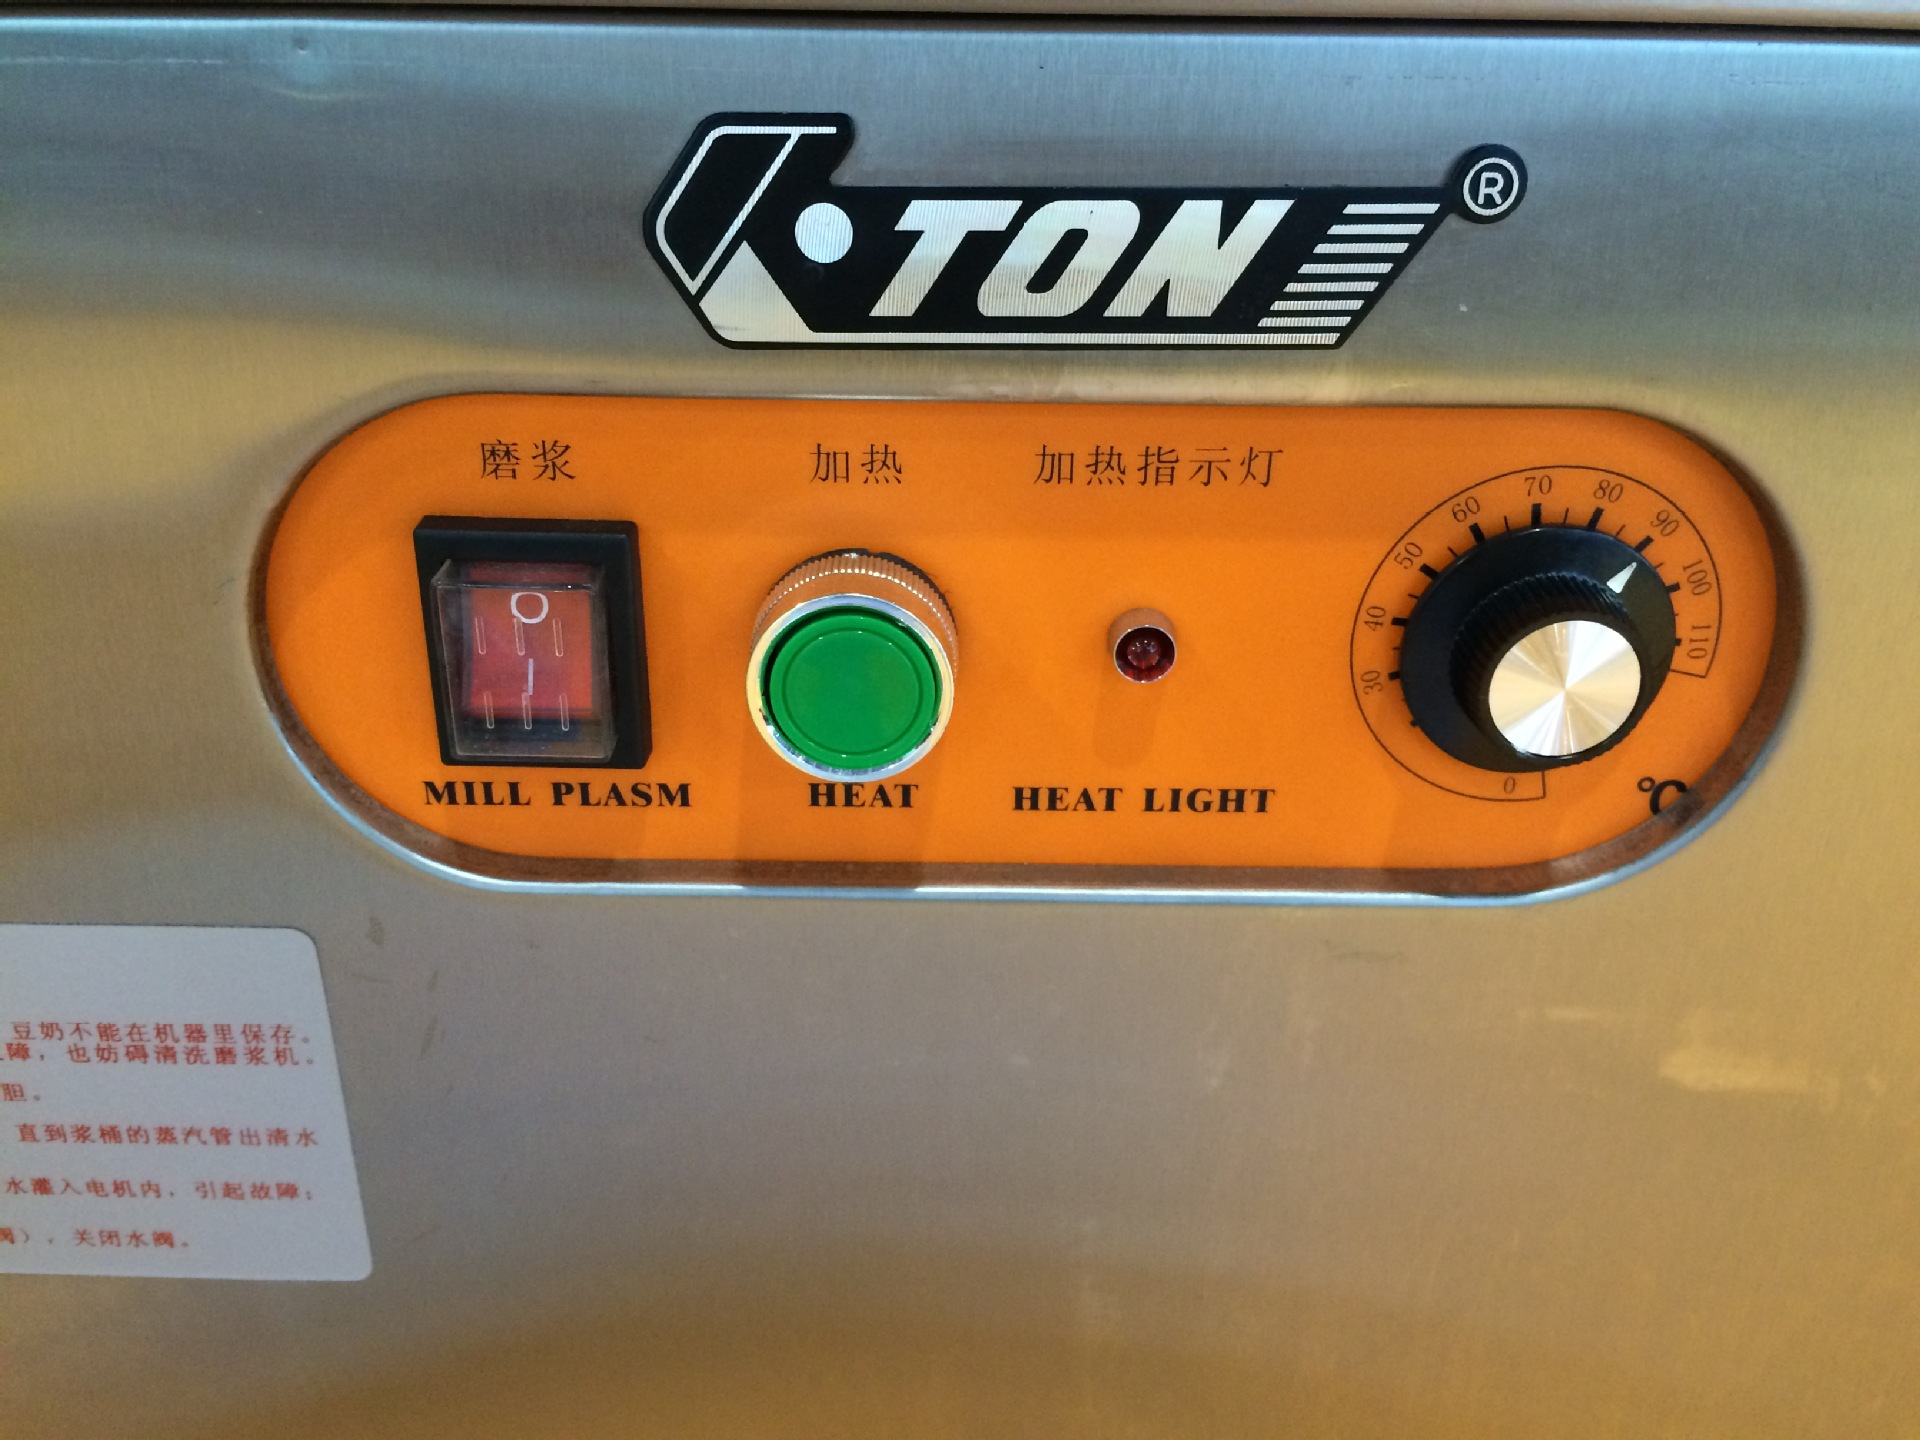 K·TON®
磨浆 加热 加热指示灯
30 40 50 60 70 80 90 100 110
0
℃
MILL PLASM HEAT HEAT LIGHT
豆奶不能在机器里保存。
障，也妨碍清洗磨浆机。
胆。
直到浆桶的蒸汽管出清水
水灌入电机内，引起故障；
阀），关闭水阀。